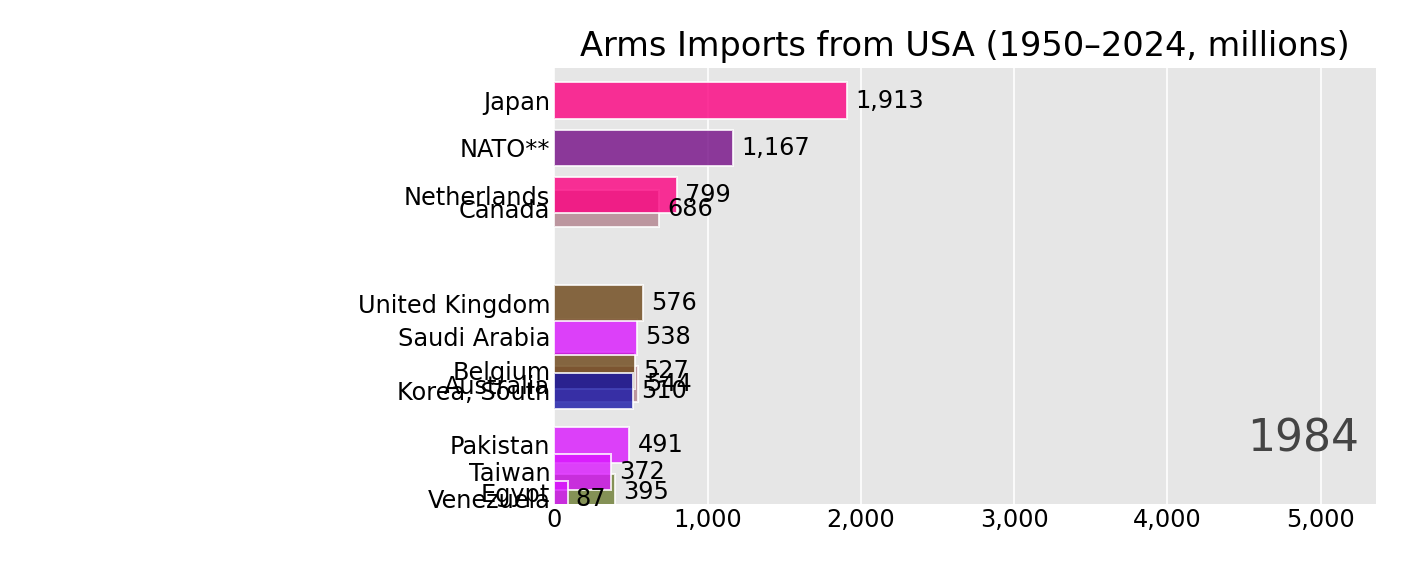 Arms Imports from USA (1950–2024, millions)
Japan 1,913
NATO** 1,167
Netherlands 799
Canada 686
United Kingdom 576
Saudi Arabia 538
Belgium 527
Australia 544
Korea, South 510
Pakistan 491
1984
Taiwan 372
Egypt 395
Venezuela 87
0 1,000 2,000 3,000 4,000 5,000